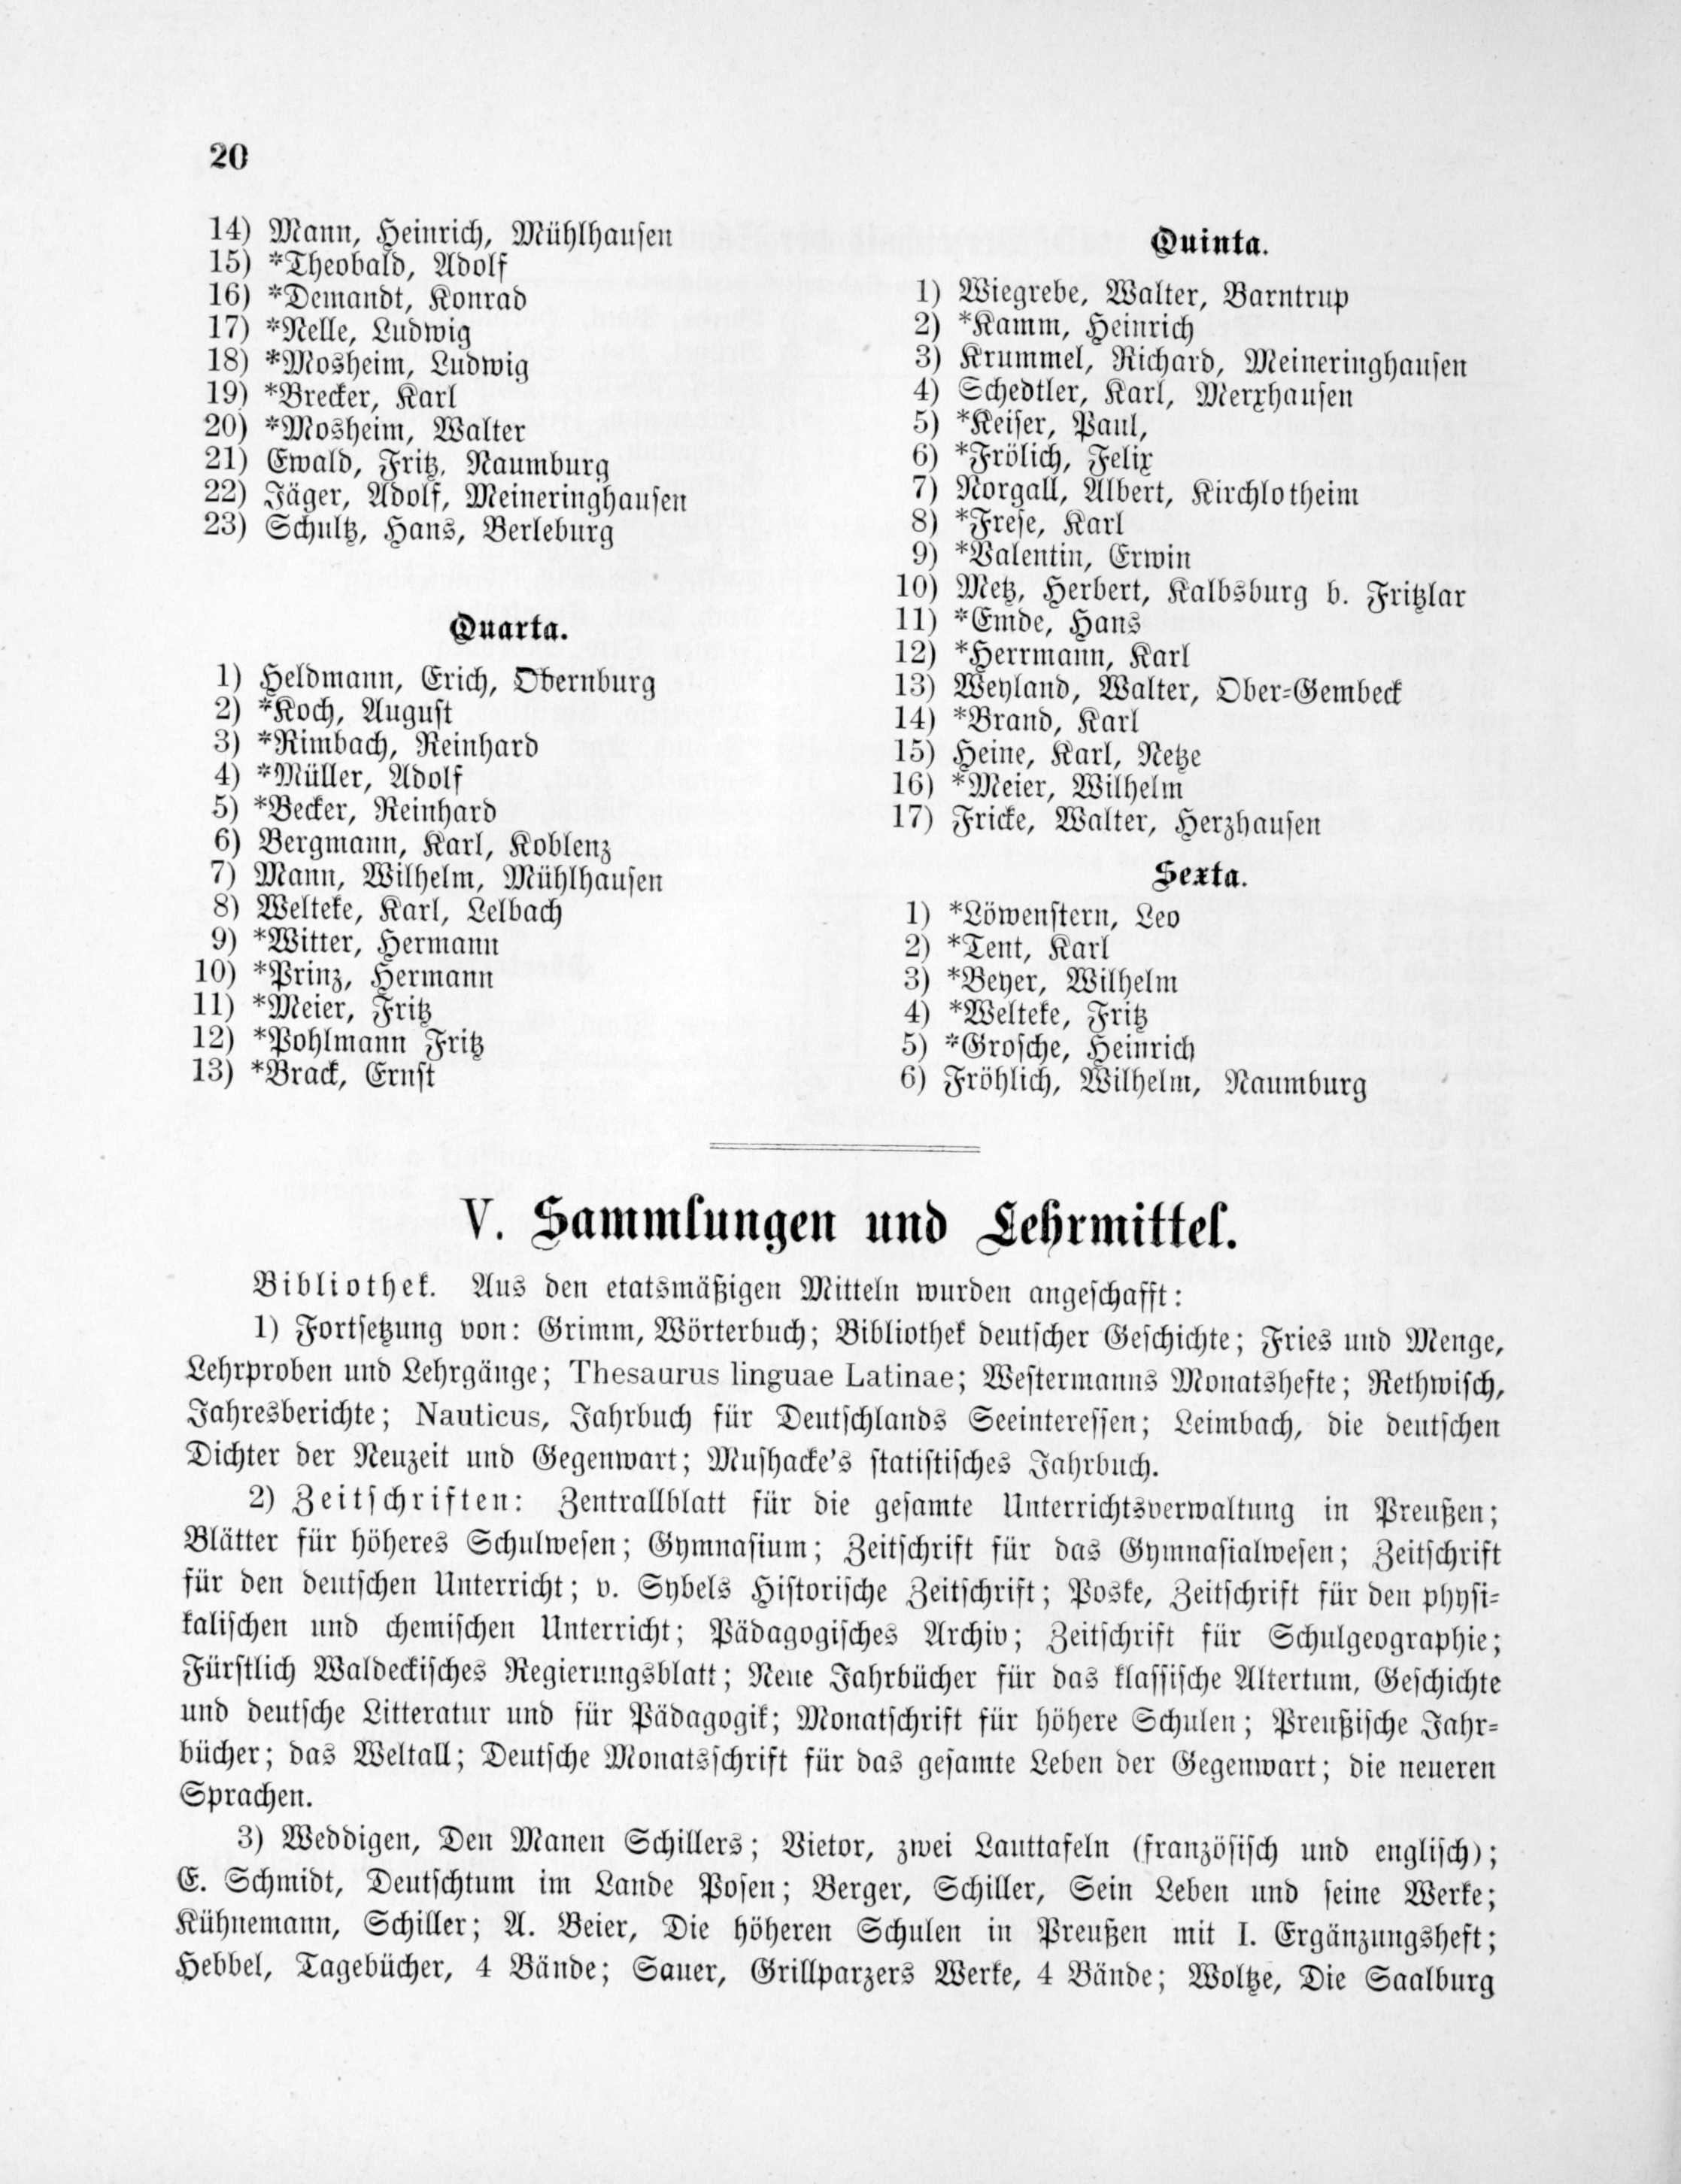 20
14) Mann, Heinrich, Mühlhausen
15) *Theobald, Adolf
16) *Demandt, Konrad
17) *Nelle, Ludwig
18) *Mosheim, Ludwig
19) *Brecker, Karl
20) *Mosheim, Walter
21) Ewald, Fritz, Naumburg
22) Jäger, Adolf, Meineringhausen
23) Schultz, Hans, Berleburg
Quarta.
1) Heldmann, Erich, Obernburg
2) *Koch, August
3) *Rimbach, Reinhard
4) *Müller, Adolf
5) *Becker, Reinhard
6) Bergmann, Karl, Koblenz
7) Mann, Wilhelm, Mühlhausen
8) Welteke, Karl, Lelbach
9) *Witter, Hermann
10) *Prinz, Hermann
11) *Meier, Fritz
12) *Pohlmann Fritz
13) *Brack, Ernst
Quinta.
1) Wiegrebe, Walter, Barntrup
2) *Kamm, Heinrich
3) Krummel, Richard, Meineringhausen
4) Schedtler, Karl, Merxhausen
5) *Keiser, Paul,
6) *Frölich, Felix
7) Norgall, Albert, Kirchlotheim
8) *Frese, Karl
9) *Valentin, Erwin
10) Metz, Herbert, Kalbsburg b. Fritzlar
11) *Emde, Hans
12) *Herrmann, Karl
13) Weyland, Walter, Ober-Gembeck
14) *Brand, Karl
15) Heine, Karl, Netze
16) *Meier, Wilhelm
17) Fricke, Walter, Herzhausen
Sexta.
1) *Löwenstern, Leo
2) *Tent, Karl
3) *Beyer, Wilhelm
4) *Welteke, Fritz
5) *Grosche, Heinrich
6) Fröhlich, Wilhelm, Naumburg
V. Sammlungen und Lehrmittel.
Bibliothek. Aus den etatsmäßigen Mitteln wurden angeschafft:
1) Fortsetzung von: Grimm, Wörterbuch; Bibliothek deutscher Geschichte; Fries und Menge,
Lehrproben und Lehrgänge; Thesaurus linguae Latinae; Westermanns Monatshefte; Rethwisch,
Jahresberichte; Nauticus, Jahrbuch für Deutschlands Seeinteressen; Leimbach, die deutschen
Dichter der Neuzeit und Gegenwart; Mushacke's statistisches Jahrbuch.
2) Zeitschriften: Zentrallblatt für die gesamte Unterrichtsverwaltung in Preußen;
Blätter für höheres Schulwesen; Gymnasium; Zeitschrift für das Gymnasialwesen; Zeitschrift
für den deutschen Unterricht; v. Sybels Historische Zeitschrift; Poske, Zeitschrift für den physi-
kalischen und chemischen Unterricht; Pädagogisches Archiv; Zeitschrift für Schulgeographie;
Fürstlich Waldeckisches Regierungsblatt; Neue Jahrbücher für das klassische Altertum, Geschichte
und deutsche Litteratur und für Pädagogik; Monatschrift für höhere Schulen; Preußische Jahr-
bücher; das Weltall; Deutsche Monatsschrift für das gesamte Leben der Gegenwart; die neueren
Sprachen.
3) Weddigen, Den Manen Schillers; Vietor, zwei Lauttafeln (französisch und englisch);
E. Schmidt, Deutschtum im Lande Posen; Berger, Schiller, Sein Leben und seine Werke;
Kühnemann, Schiller; A. Beier, Die höheren Schulen in Preußen mit I. Ergänzungsheft;
Hebbel, Tagebücher, 4 Bände; Sauer, Grillparzers Werke, 4 Bände; Woltze, Die Saalburg